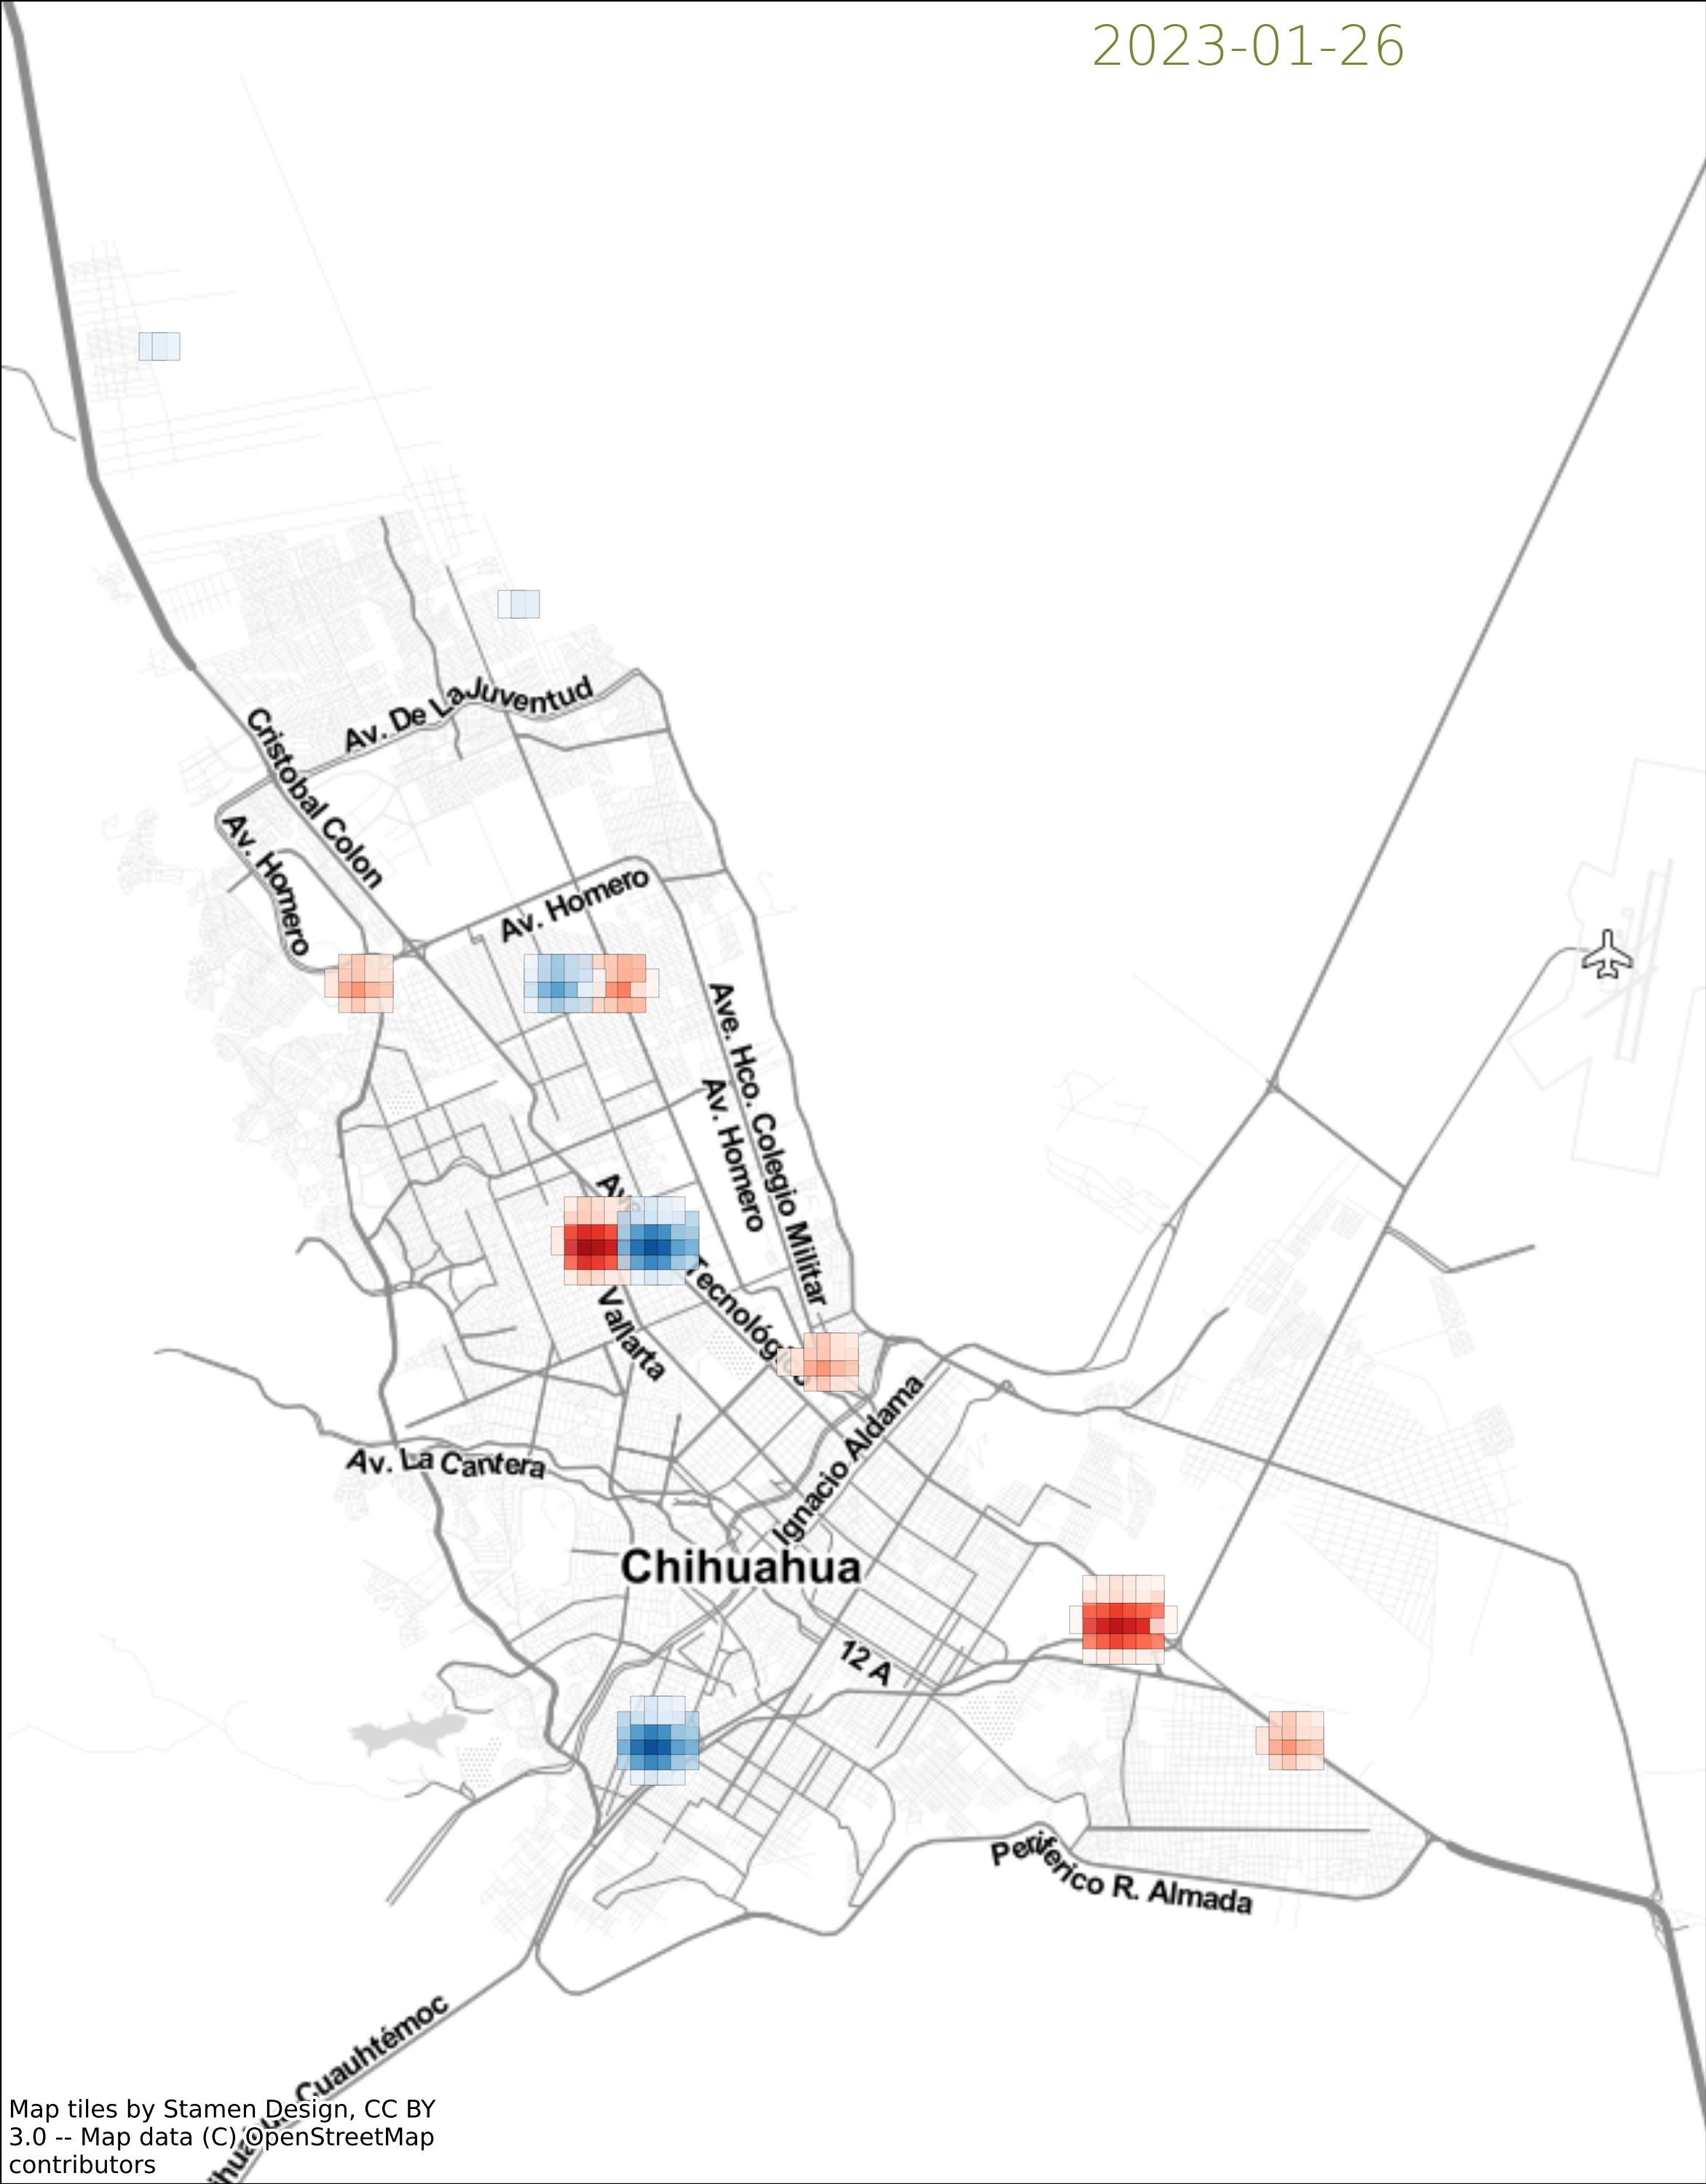 2023-01-26
Av. De La Juventud
Cristobal Colon
Av. Homero
Av. Homero
Ave. Hco. Colegio Militar
Av. Homero
Av.
Tecnológico
Vallarta
Ignacio Aldama
Av. La Cantera
Chihuahua
12 A
Periferico R. Almada
Cuauhtémoc
Map tiles by Stamen Design, CC BY
3.0 -- Map data (C) OpenStreetMap
contributors